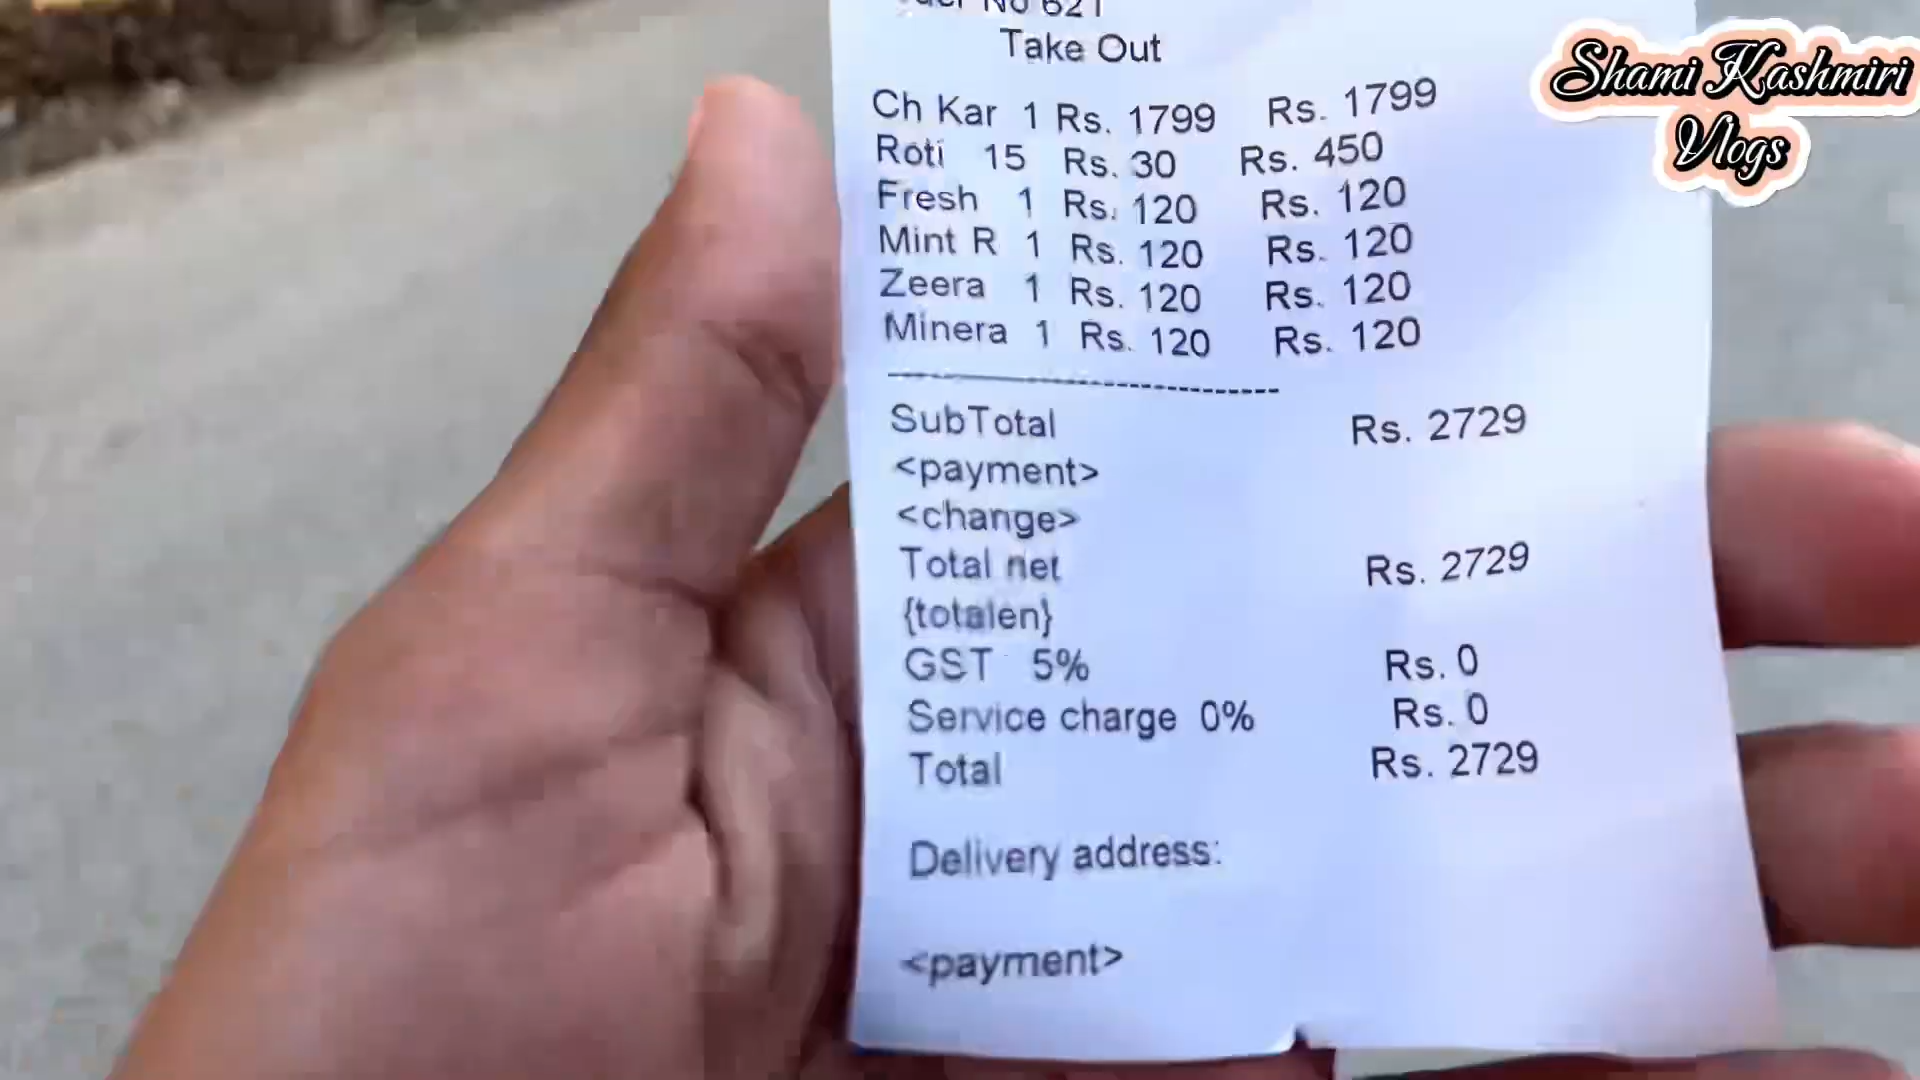 No 621
Take Out
Ch Kar 1 Rs. 1799 Rs. 1799
Roti 15 Rs. 30 Rs. 450
Fresh 1 Rs. 120 Rs. 120
Mint R 1 Rs. 120 Rs. 120
Zeera 1 Rs. 120 Rs. 120
Minera 1 Rs. 120 Rs. 120
SubTotal Rs. 2729
<payment>
<change>
Total net Rs. 2729
{totalen}
GST 5% Rs. 0
Service charge 0% Rs. 0
Total Rs. 2729
Delivery address:
<payment>
Shami Kashmiri
Vlogs